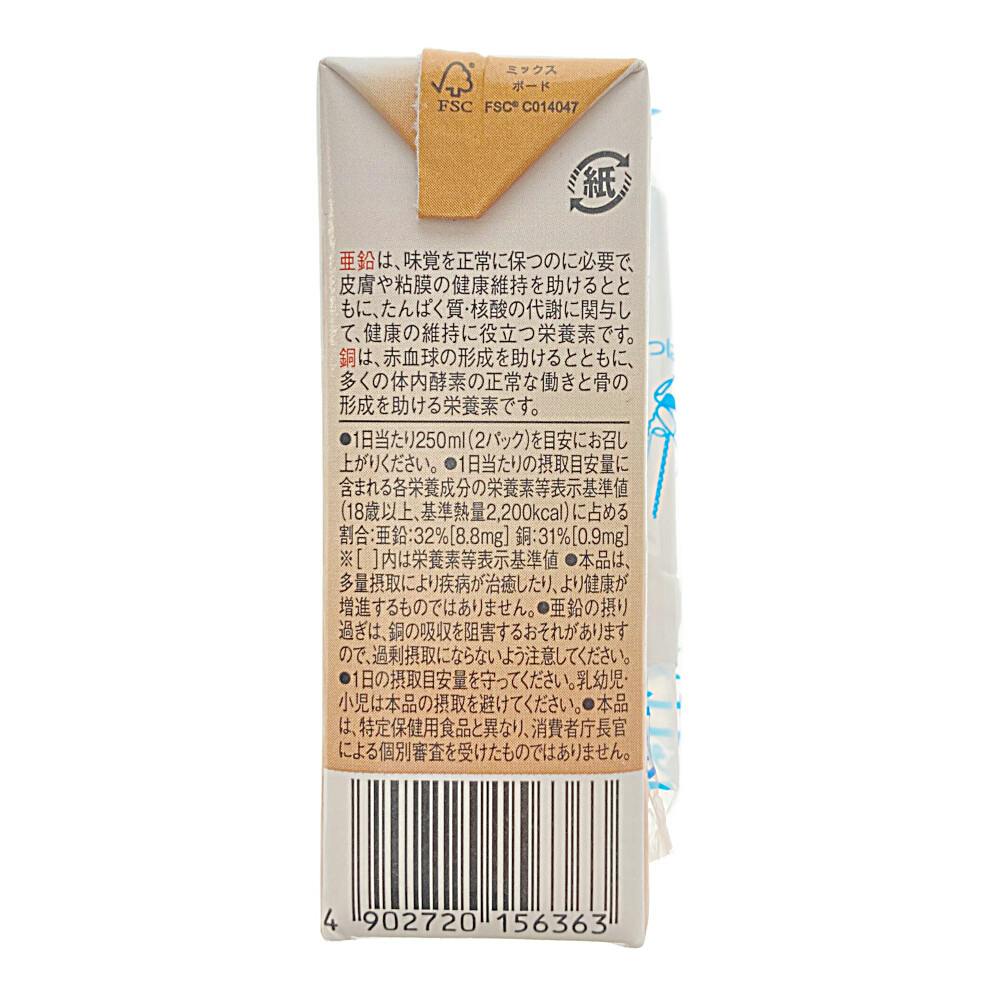 ミックス
ボード
FSC
FSC® C014047
紙
亜鉛は、味覚を正常に保つのに必要で、
皮膚や粘膜の健康維持を助けるとと
もに、たんぱく質・核酸の代謝に関与し
て、健康の維持に役立つ栄養素です。
銅は、赤血球の形成を助けるとともに、
多くの体内酵素の正常な働きと骨の
形成を助ける栄養素です。
●1日当たり250ml（2パック）を目安にお召し
上がりください。●1日当たりの摂取目安量に
含まれる各栄養成分の栄養素等表示基準値
（18歳以上、基準熱量2,200kcal）に占める
割合：亜鉛：32%[8.8mg] 銅：31%[0.9mg]
※[ ]内は栄養素等表示基準値 ●本品は、
多量摂取により疾病が治癒したり、より健康が
増進するものではありません。●亜鉛の摂り
過ぎは、銅の吸収を阻害するおそれがあります
ので、過剰摂取にならないよう注意してください。
●1日の摂取目安量を守ってください。乳幼児・
小児は本品の摂取を避けてください。●本品
は、特定保健用食品と異なり、消費者庁長官
による個別審査を受けたものではありません。
4 902720 156363